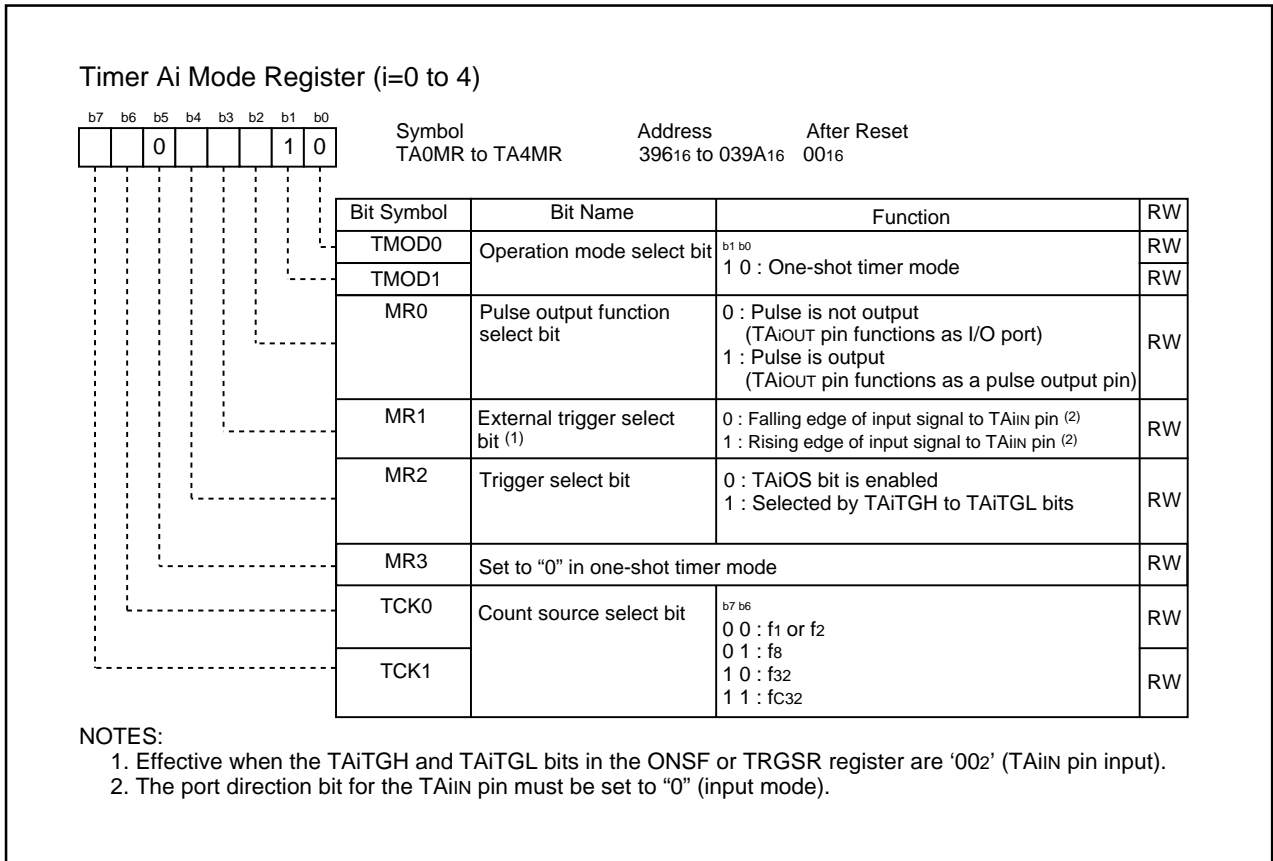 Timer Ai Mode Register (i=0 to 4)
b7 b6 b5 b4 b3 b2 b1 b0
0 1 0
Symbol Address After Reset
TA0MR to TA4MR 39616 to 039A16 0016
Bit Symbol Bit Name Function RW
TMOD0 Operation mode select bit b1 b0 RW
1 0 : One-shot timer mode
TMOD1 RW
MR0 Pulse output function 0 : Pulse is not output
select bit (TAiOUT pin functions as I/O port)
1 : Pulse is output RW
(TAiOUT pin functions as a pulse output pin)
MR1 External trigger select 0 : Falling edge of input signal to TAiIN pin (2)
bit (1) 1 : Rising edge of input signal to TAiIN pin (2) RW
MR2 Trigger select bit 0 : TAiOS bit is enabled
1 : Selected by TAiTGH to TAiTGL bits RW
MR3 Set to “0” in one-shot timer mode RW
TCK0 Count source select bit b7 b6
0 0 : f1 or f2 RW
0 1 : f8
TCK1 1 0 : f32 RW
1 1 : fC32
NOTES:
1. Effective when the TAiTGH and TAiTGL bits in the ONSF or TRGSR register are ‘002’ (TAiIN pin input).
2. The port direction bit for the TAiIN pin must be set to “0” (input mode).